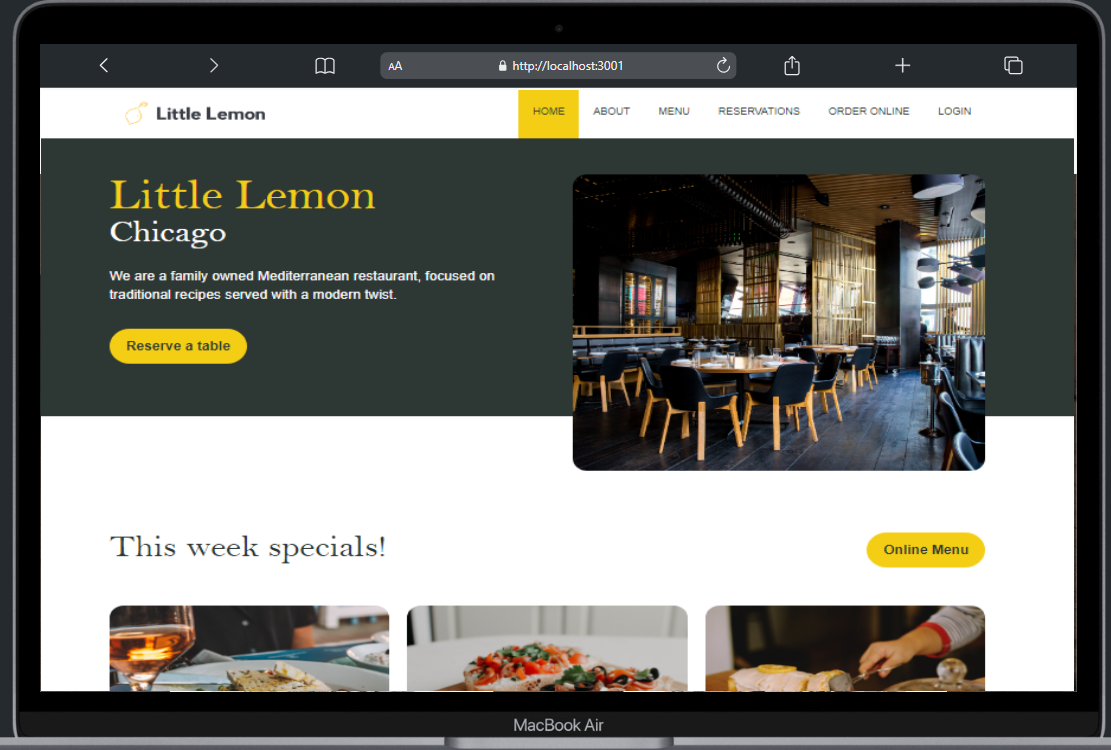 AA http://localhost:3001
Little Lemon HOME ABOUT MENU RESERVATIONS ORDER ONLINE LOGIN
Little Lemon
Chicago
We are a family owned Mediterranean restaurant, focused on
traditional recipes served with a modern twist.
Reserve a table
This week specials!
Online Menu
MacBook Air